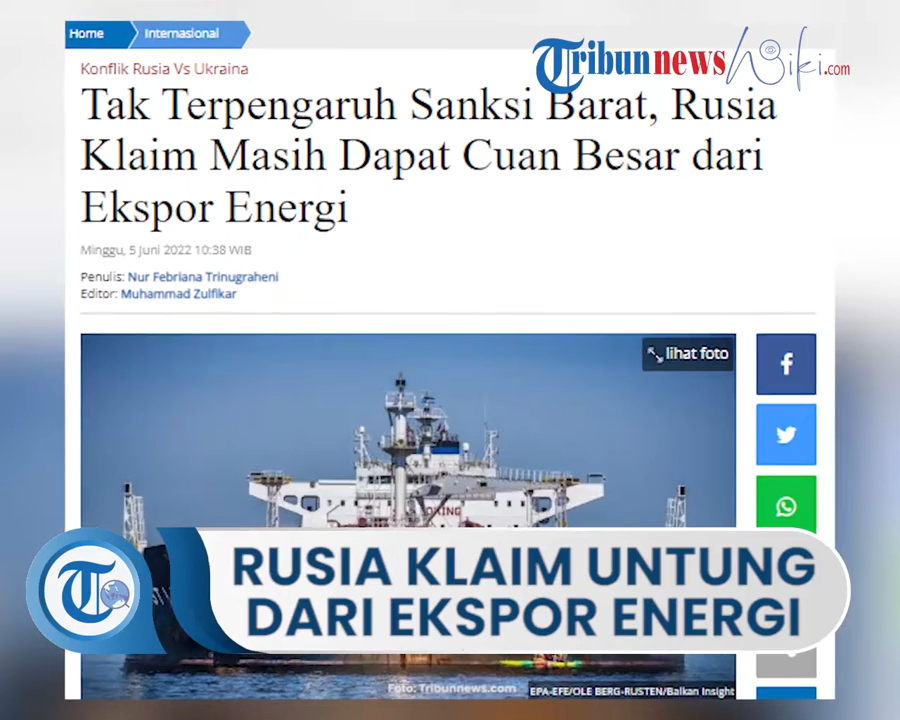 Home
Internasional
Tribunnewswiki.com
Konflik Rusia Vs Ukraina
Tak Terpengaruh Sanksi Barat, Rusia
Klaim Masih Dapat Cuan Besar dari
Ekspor Energi
Minggu, 5 Juni 2022 10:38 WIB
Penulis: Nur Febriana Trinugraheni
Editor: Muhammad Zulfikar
lihat foto
RUSIA KLAIM UNTUNG
DARI EKSPOR ENERGI
Foto: Tribunnews.com
EPA-EFE/OLE BERG-RUSTEN/Balkan Insight